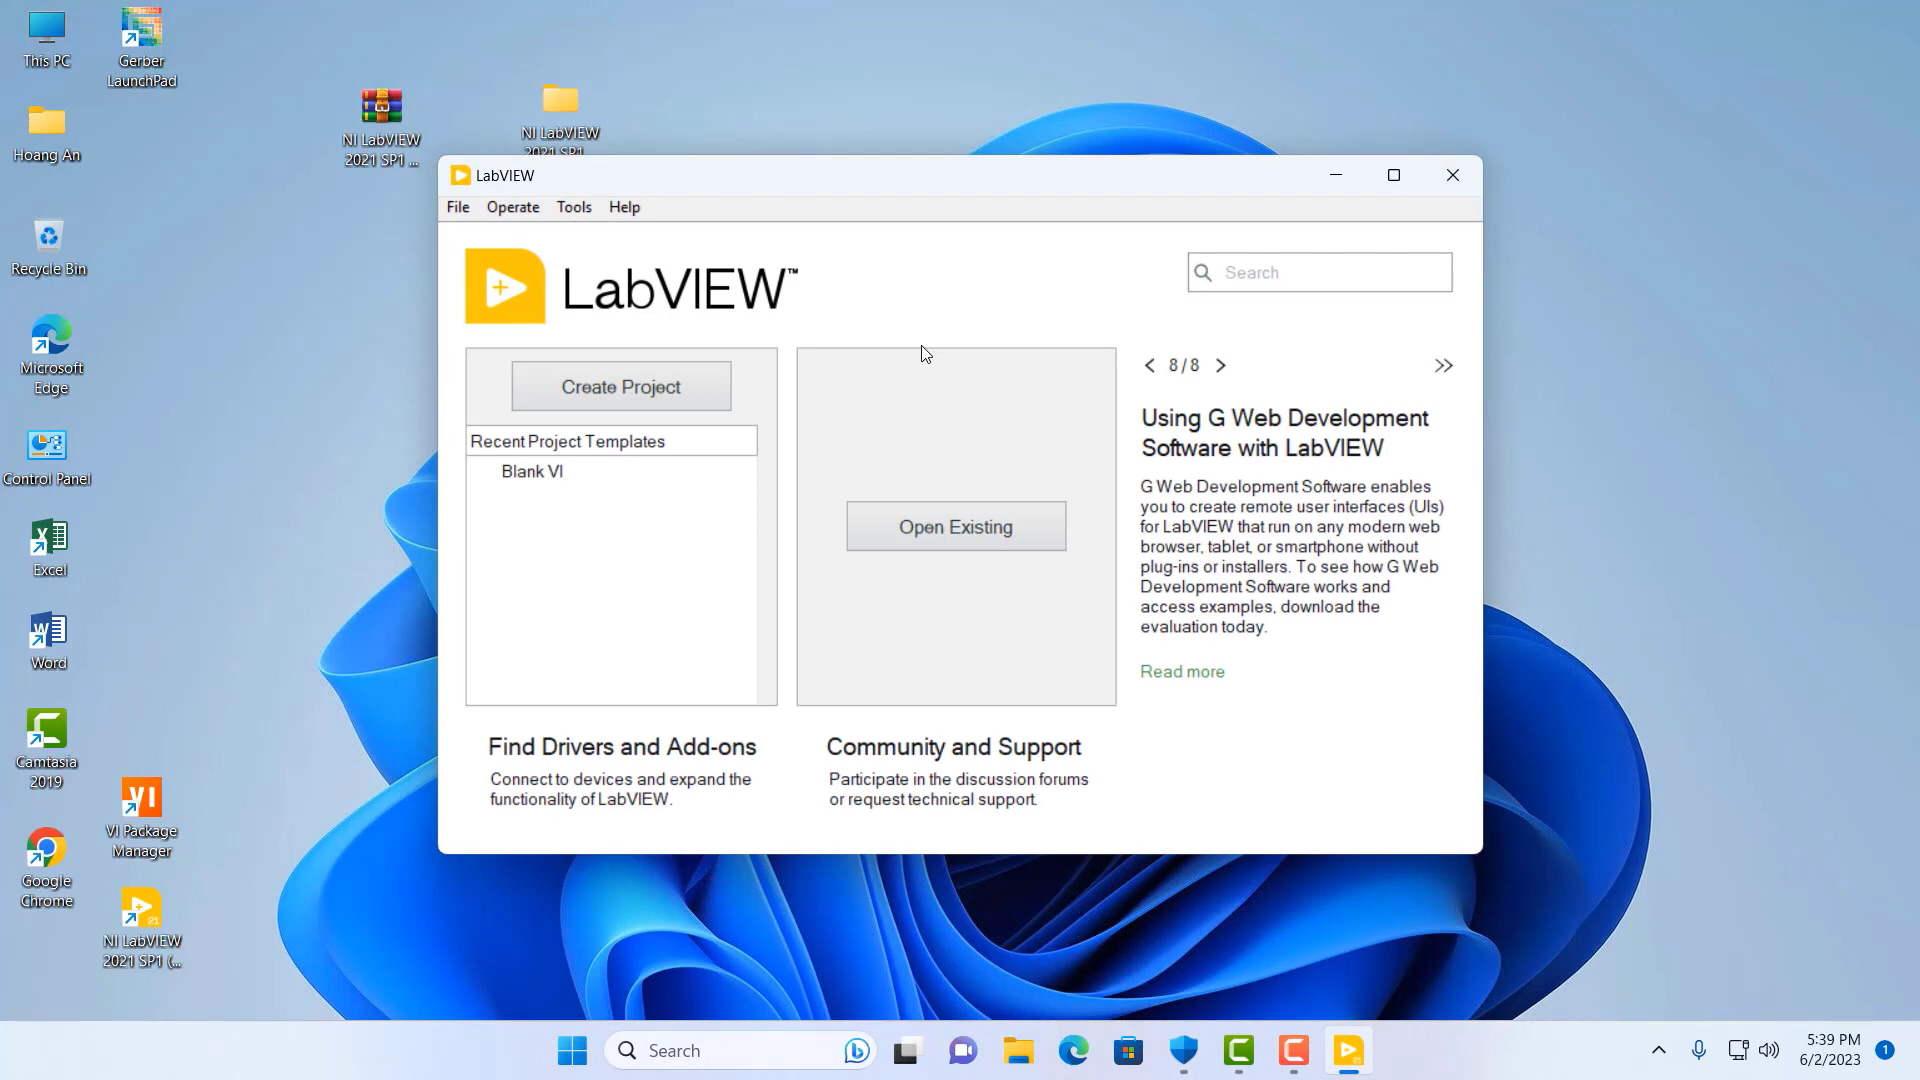 This PC
Gerber
LaunchPad
Hoang An
NI LabVIEW
2021 SP1 ...
NI LabVIEW
2021 SP1
Recycle Bin
Microsoft
Edge
Control Panel
Excel
Word
Camtasia
2019
VI
VI Package
Manager
Google
Chrome
21
NI LabVIEW
2021 SP1 (...
LabVIEW
File Operate Tools Help
LabVIEW™
Search
Create Project
Recent Project Templates
Blank VI
Open Existing
8/8
Using G Web Development
Software with LabVIEW
G Web Development Software enables
you to create remote user interfaces (UIs)
for LabVIEW that run on any modern web
browser, tablet, or smartphone without
plug-ins or installers. To see how G Web
Development Software works and
access examples, download the
evaluation today.
Read more
Find Drivers and Add-ons
Connect to devices and expand the
functionality of LabVIEW.
Community and Support
Participate in the discussion forums
or request technical support.
Search
5:39 PM
6/2/2023
1